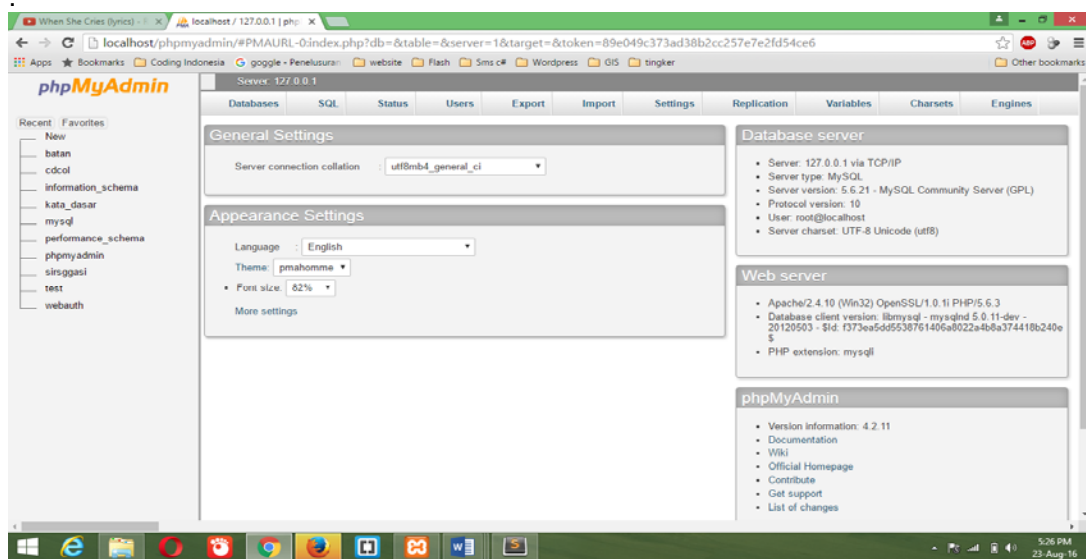 .
When She Cries (lyrics) -
localhost / 127.0.0.1 | php
localhost/phpmyadmin/#PMAURL-0:index.php?db=&table=&server=1&target=&token=89e049c373ad38b2cc257e7e2fd54ce6
Apps Bookmarks Coding Indonesia goggle - Penelusuran website Flash Sms c# Wordpress GIS tingker Other bookmarks
phpMyAdmin
Recent Favorites
New
batan
cdcol
information_schema
kata_dasar
mysql
performance_schema
phpmyadmin
sirsggasi
test
webauth
Server: 127.0.0.1
Databases SQL Status Users Export Import Settings Replication Variables Charsets Engines
General Settings
Server connection collation : utf8mb4_general_ci
Appearance Settings
Language : English
Theme: pmahomme
Font size: 82%
More settings
Database server
Server: 127.0.0.1 via TCP/IP
Server type: MySQL
Server version: 5.6.21 - MySQL Community Server (GPL)
Protocol version: 10
User: root@localhost
Server charset: UTF-8 Unicode (utf8)
Web server
Apache/2.4.10 (Win32) OpenSSL/1.0.1i PHP/5.6.3
Database client version: libmysql - mysqlnd 5.0.11-dev -
20120503 - $Id: f373ea5dd5538761406a8022a4b8a374418b240e
$
PHP extension: mysqli
phpMyAdmin
Version information: 4.2.11
Documentation
Wiki
Official Homepage
Contribute
Get support
List of changes
5:26 PM
23-Aug-16